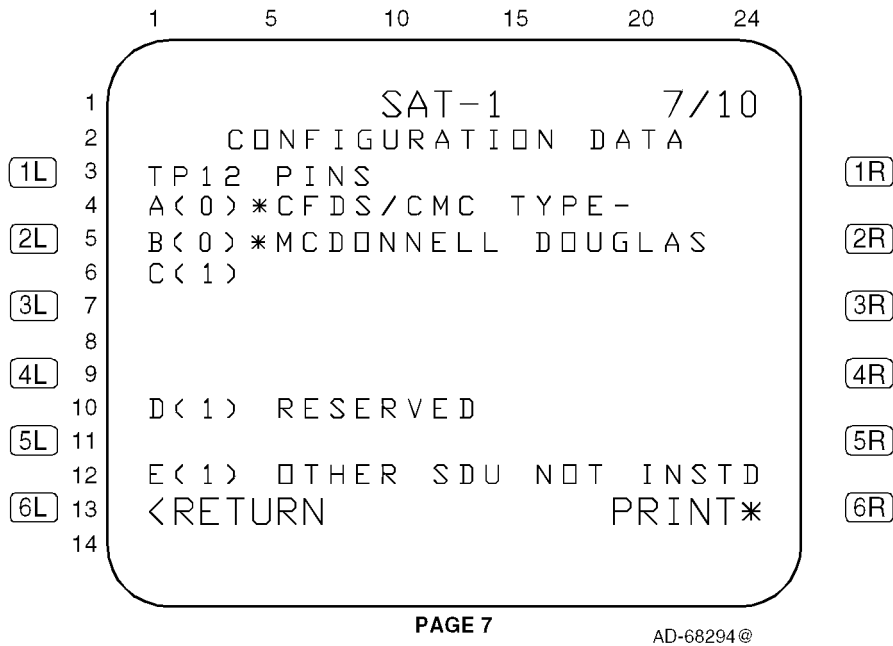 1 5 10 15 20 24
1 SAT-1 7/10
2 CONFIGURATION DATA
1L 3 TP12 PINS 1R
4 A(0)*CFDS/CMC TYPE-
2L 5 B(0)*MCDONNELL DOUGLAS 2R
6 C(1)
3L 7 3R
8
4L 9 4R
10 D(1) RESERVED
5L 11 5R
12 E(1) OTHER SDU NOT INSTD
6L 13 <RETURN PRINT* 6R
14
PAGE 7
AD-68294@